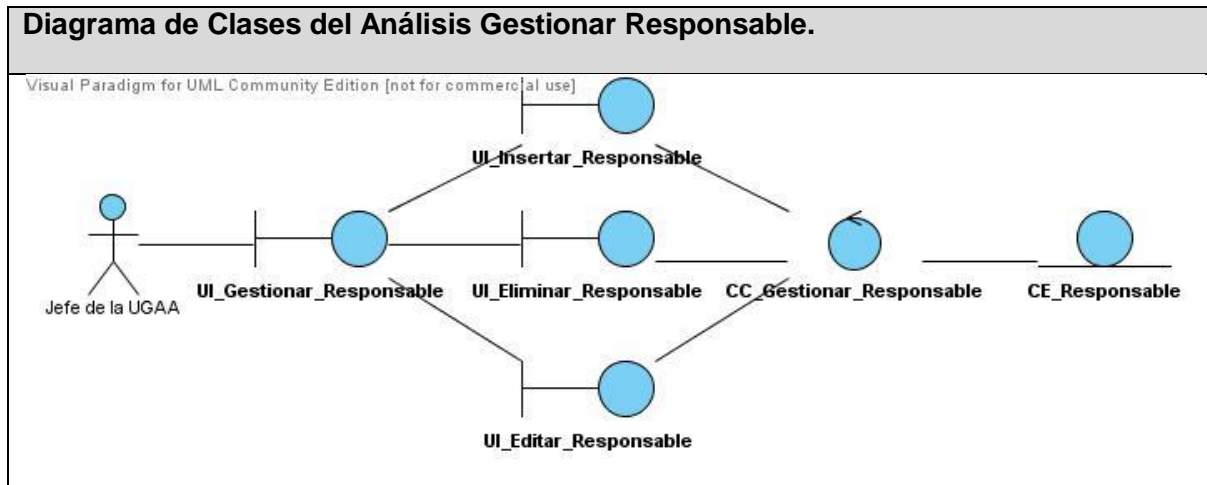 Diagrama de Clases del Análisis Gestionar Responsable.
Visual Paradigm for UML Community Edition [not for commercial use]
UI_Insertar_Responsable
Jefe de la UGAA
UI_Gestionar_Responsable
UI_Eliminar_Responsable
CC_Gestionar_Responsable
CE_Responsable
UI_Editar_Responsable